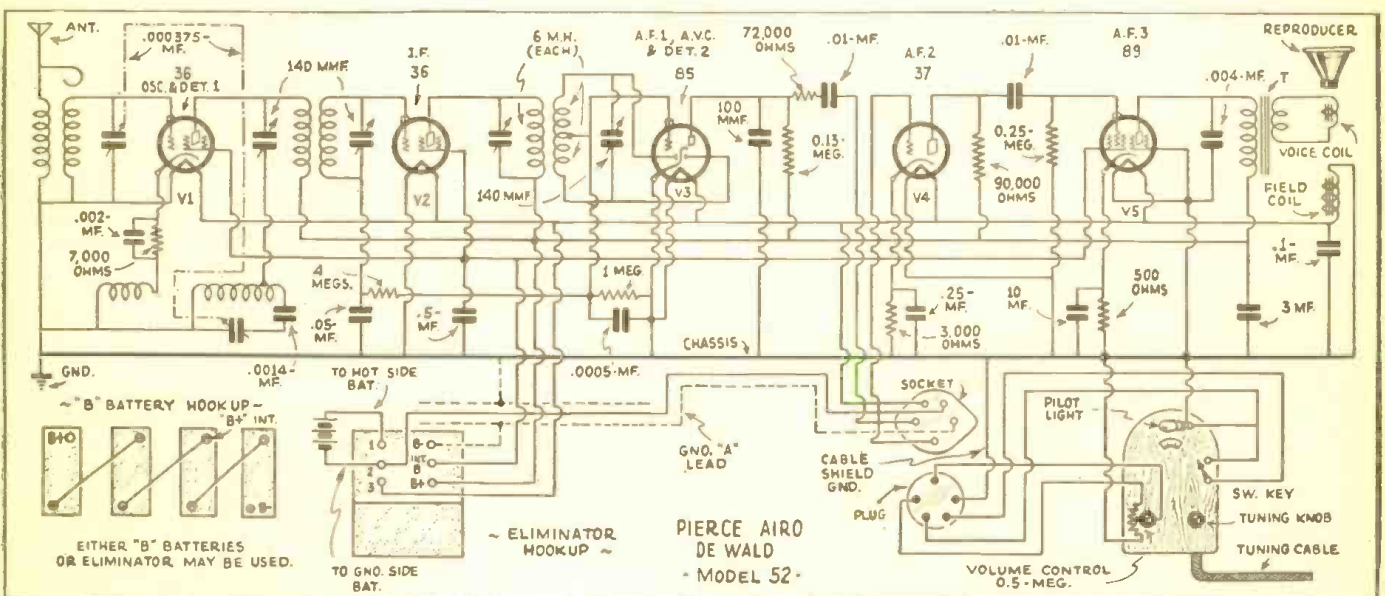 ANT.
.000375-
MF.
36
OSC. & DET. 1
140 MMF.
I.F.
36
6 M.H.
(EACH)
A.F.1, A.V.C.
& DET. 2
85
72,000
OHMS
.01-MF.
A.F.2
37
.01-MF.
A.F.3
89
REPRODUCER
.004-MF.
T
100
MMF.
0.13-
MEG.
0.25-
MEG.
90,000
OHMS
VOICE COIL
FIELD
COIL
V1
V2
140 MMF.
V3
V4
V5
.002-
MF.
7,000
OHMS
4
MEGS.
1 MEG.
.1-
MF.
.05-
MF.
.5-
MF.
.25-
MF.
3,000
OHMS
10
MF.
500
OHMS
3 MF.
CHASSIS
GND.
.0014-
MF.
TO HOT SIDE
BAT.
.0005-MF.
SOCKET
PILOT
LIGHT
~ "B" BATTERY HOOKUP ~
"B+" INT.
B+
B-
1
2
3
B-
INT.
B
B+
GND. "A"
LEAD
CABLE
SHIELD
GND.
PLUG
SW. KEY
TUNING KNOB
TUNING CABLE
EITHER "B" BATTERIES
OR ELIMINATOR MAY BE USED.
~ ELIMINATOR
HOOKUP ~
TO GND. SIDE
BAT.
PIERCE AIRO
DE WALD
- MODEL 52 -
VOLUME CONTROL
0.5-MEG.